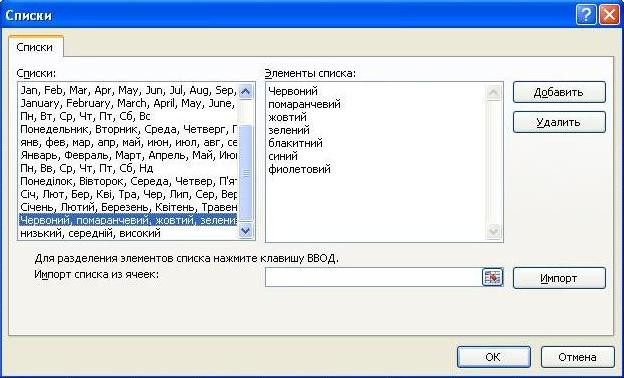 Списки
Списки
Списки:
Jan, Feb, Mar, Apr, May, Jun, Jul, Aug, Sep,
January, February, March, April, May, June,
Пн, Вт, Ср, Чт, Пт, Сб, Вс
Понедельник, Вторник, Среда, Четверг, П
янв, фев, мар, апр, май, июн, июл, авг, се
Январь, Февраль, Март, Апрель, Май, Ию
Пн, Вв, Ср, Чт, Пт, Сб, Нд
Понеділок, Вівторок, Середа, Четвер, П'ят
Січ, Лют, Бер, Кві, Тра, Чер, Лип, Сер, Вер
Січень, Лютий, Березень, Квітень, Травен
Червоний, помаранчевий, жовтий, зелени
низький, середній, високий
Элементы списка:
Червоний
помаранчевий
жовтий
зелений
блакитний
синий
фиолетовий
Добавить
Удалить
Для разделения элементов списка нажмите клавишу ВВОД.
Импорт списка из ячеек:
Импорт
ОК
Отмена